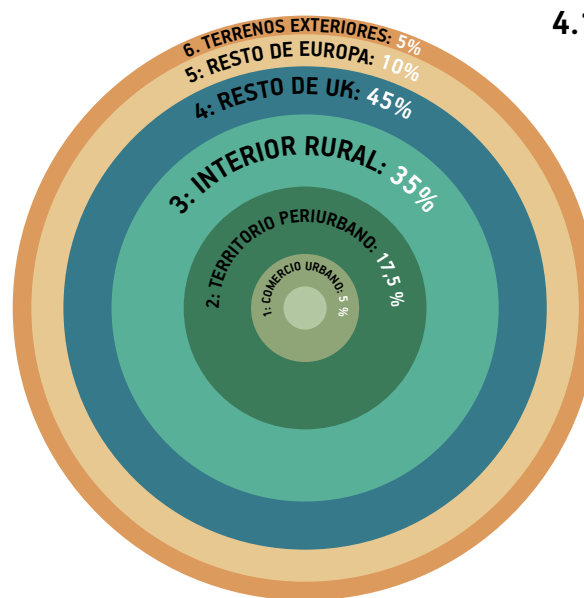 4.1
6. TERRENOS EXTERIORES: 5%
5: RESTO DE EUROPA: 10%
4: RESTO DE UK: 45%
3: INTERIOR RURAL: 35%
2: TERRITORIO PERIURBANO: 17,5 %
1: COMERCIO URBANO: 5 %